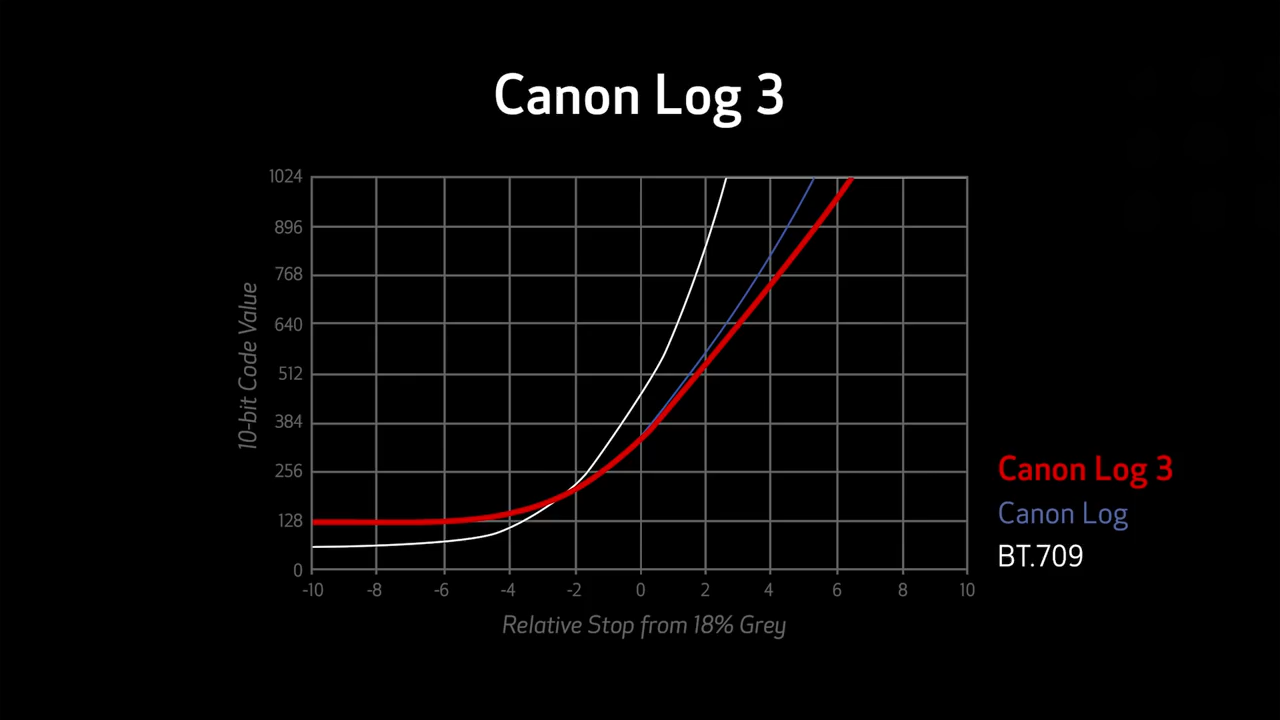 Canon Log 3
1024
896
768
640
512
384
256
128
0
10-bit Code Value
-10 -8 -6 -4 -2 0 2 4 6 8 10
Relative Stop from 18% Grey
Canon Log 3
Canon Log
BT.709